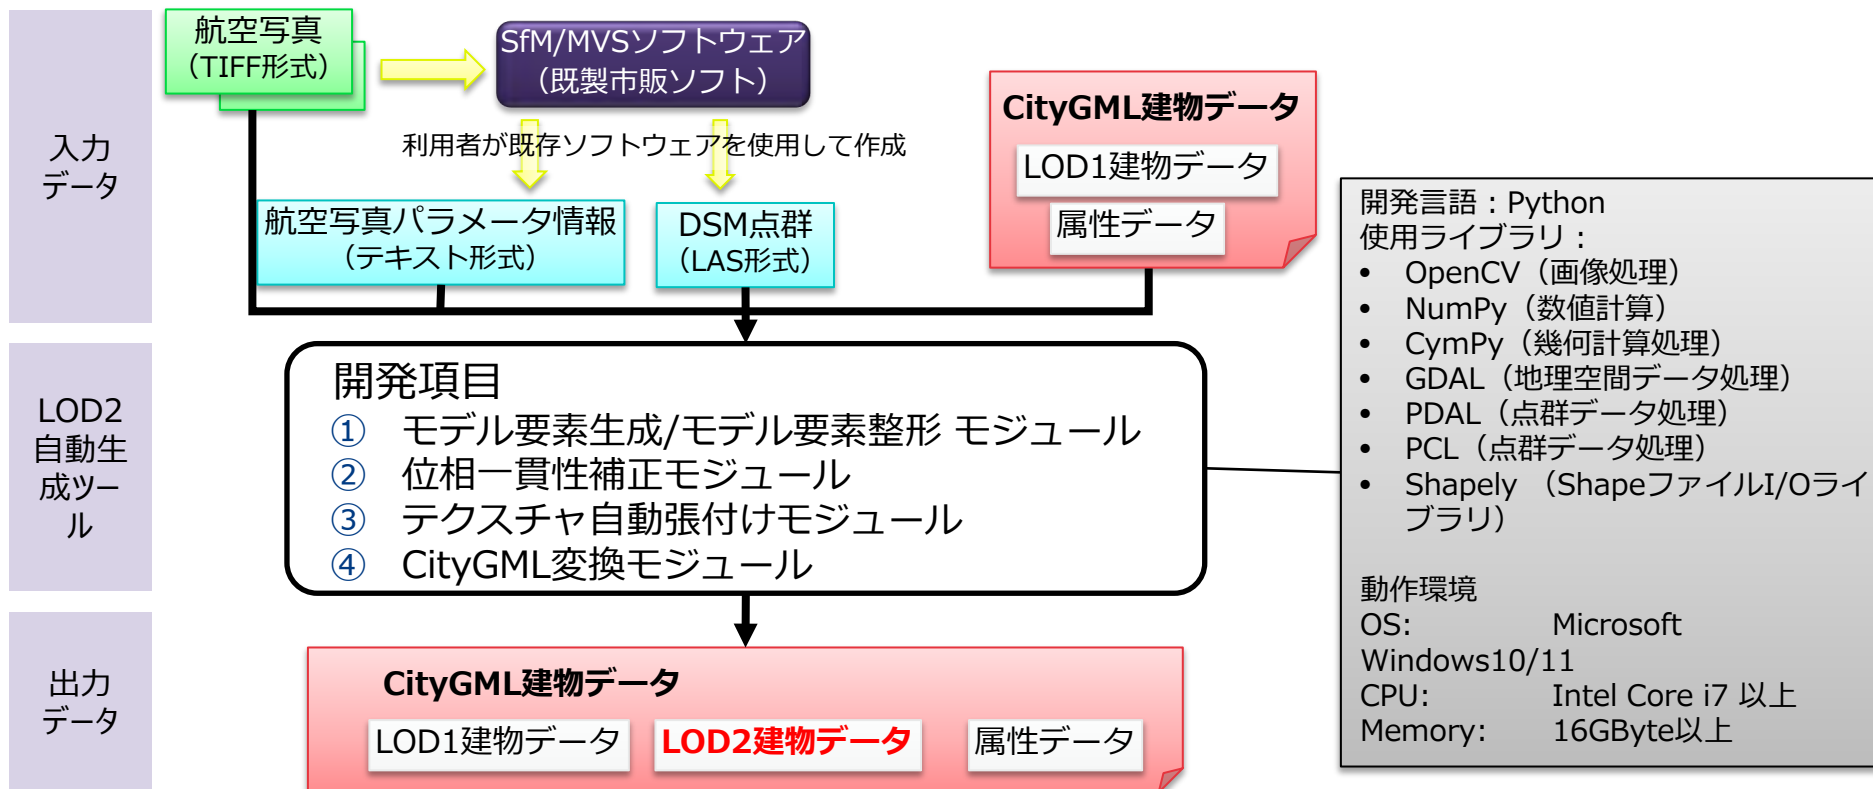 入力
データ
航空写真
（TIFF形式）
SfM/MVSソフトウェア
（既製市販ソフト）
利用者が既存ソフトウェアを使用して作成
航空写真パラメータ情報
（テキスト形式）
DSM点群
（LAS形式）
CityGML建物データ
LOD1建物データ
属性データ
LOD2
自動生
成ツー
ル
開発項目
① モデル要素生成/モデル要素整形 モジュール
② 位相一貫性補正モジュール
③ テクスチャ自動張付けモジュール
④ CityGML変換モジュール
開発言語：Python
使用ライブラリ：
• OpenCV（画像処理）
• NumPy（数値計算）
• CymPy（幾何計算処理）
• GDAL（地理空間データ処理）
• PDAL（点群データ処理）
• PCL（点群データ処理）
• Shapely （ShapeファイルI/Oライ
ブラリ）
動作環境
OS: Microsoft
Windows10/11
CPU: Intel Core i7 以上
Memory: 16GByte以上
出力
データ
CityGML建物データ
LOD1建物データ
LOD2建物データ
属性データ